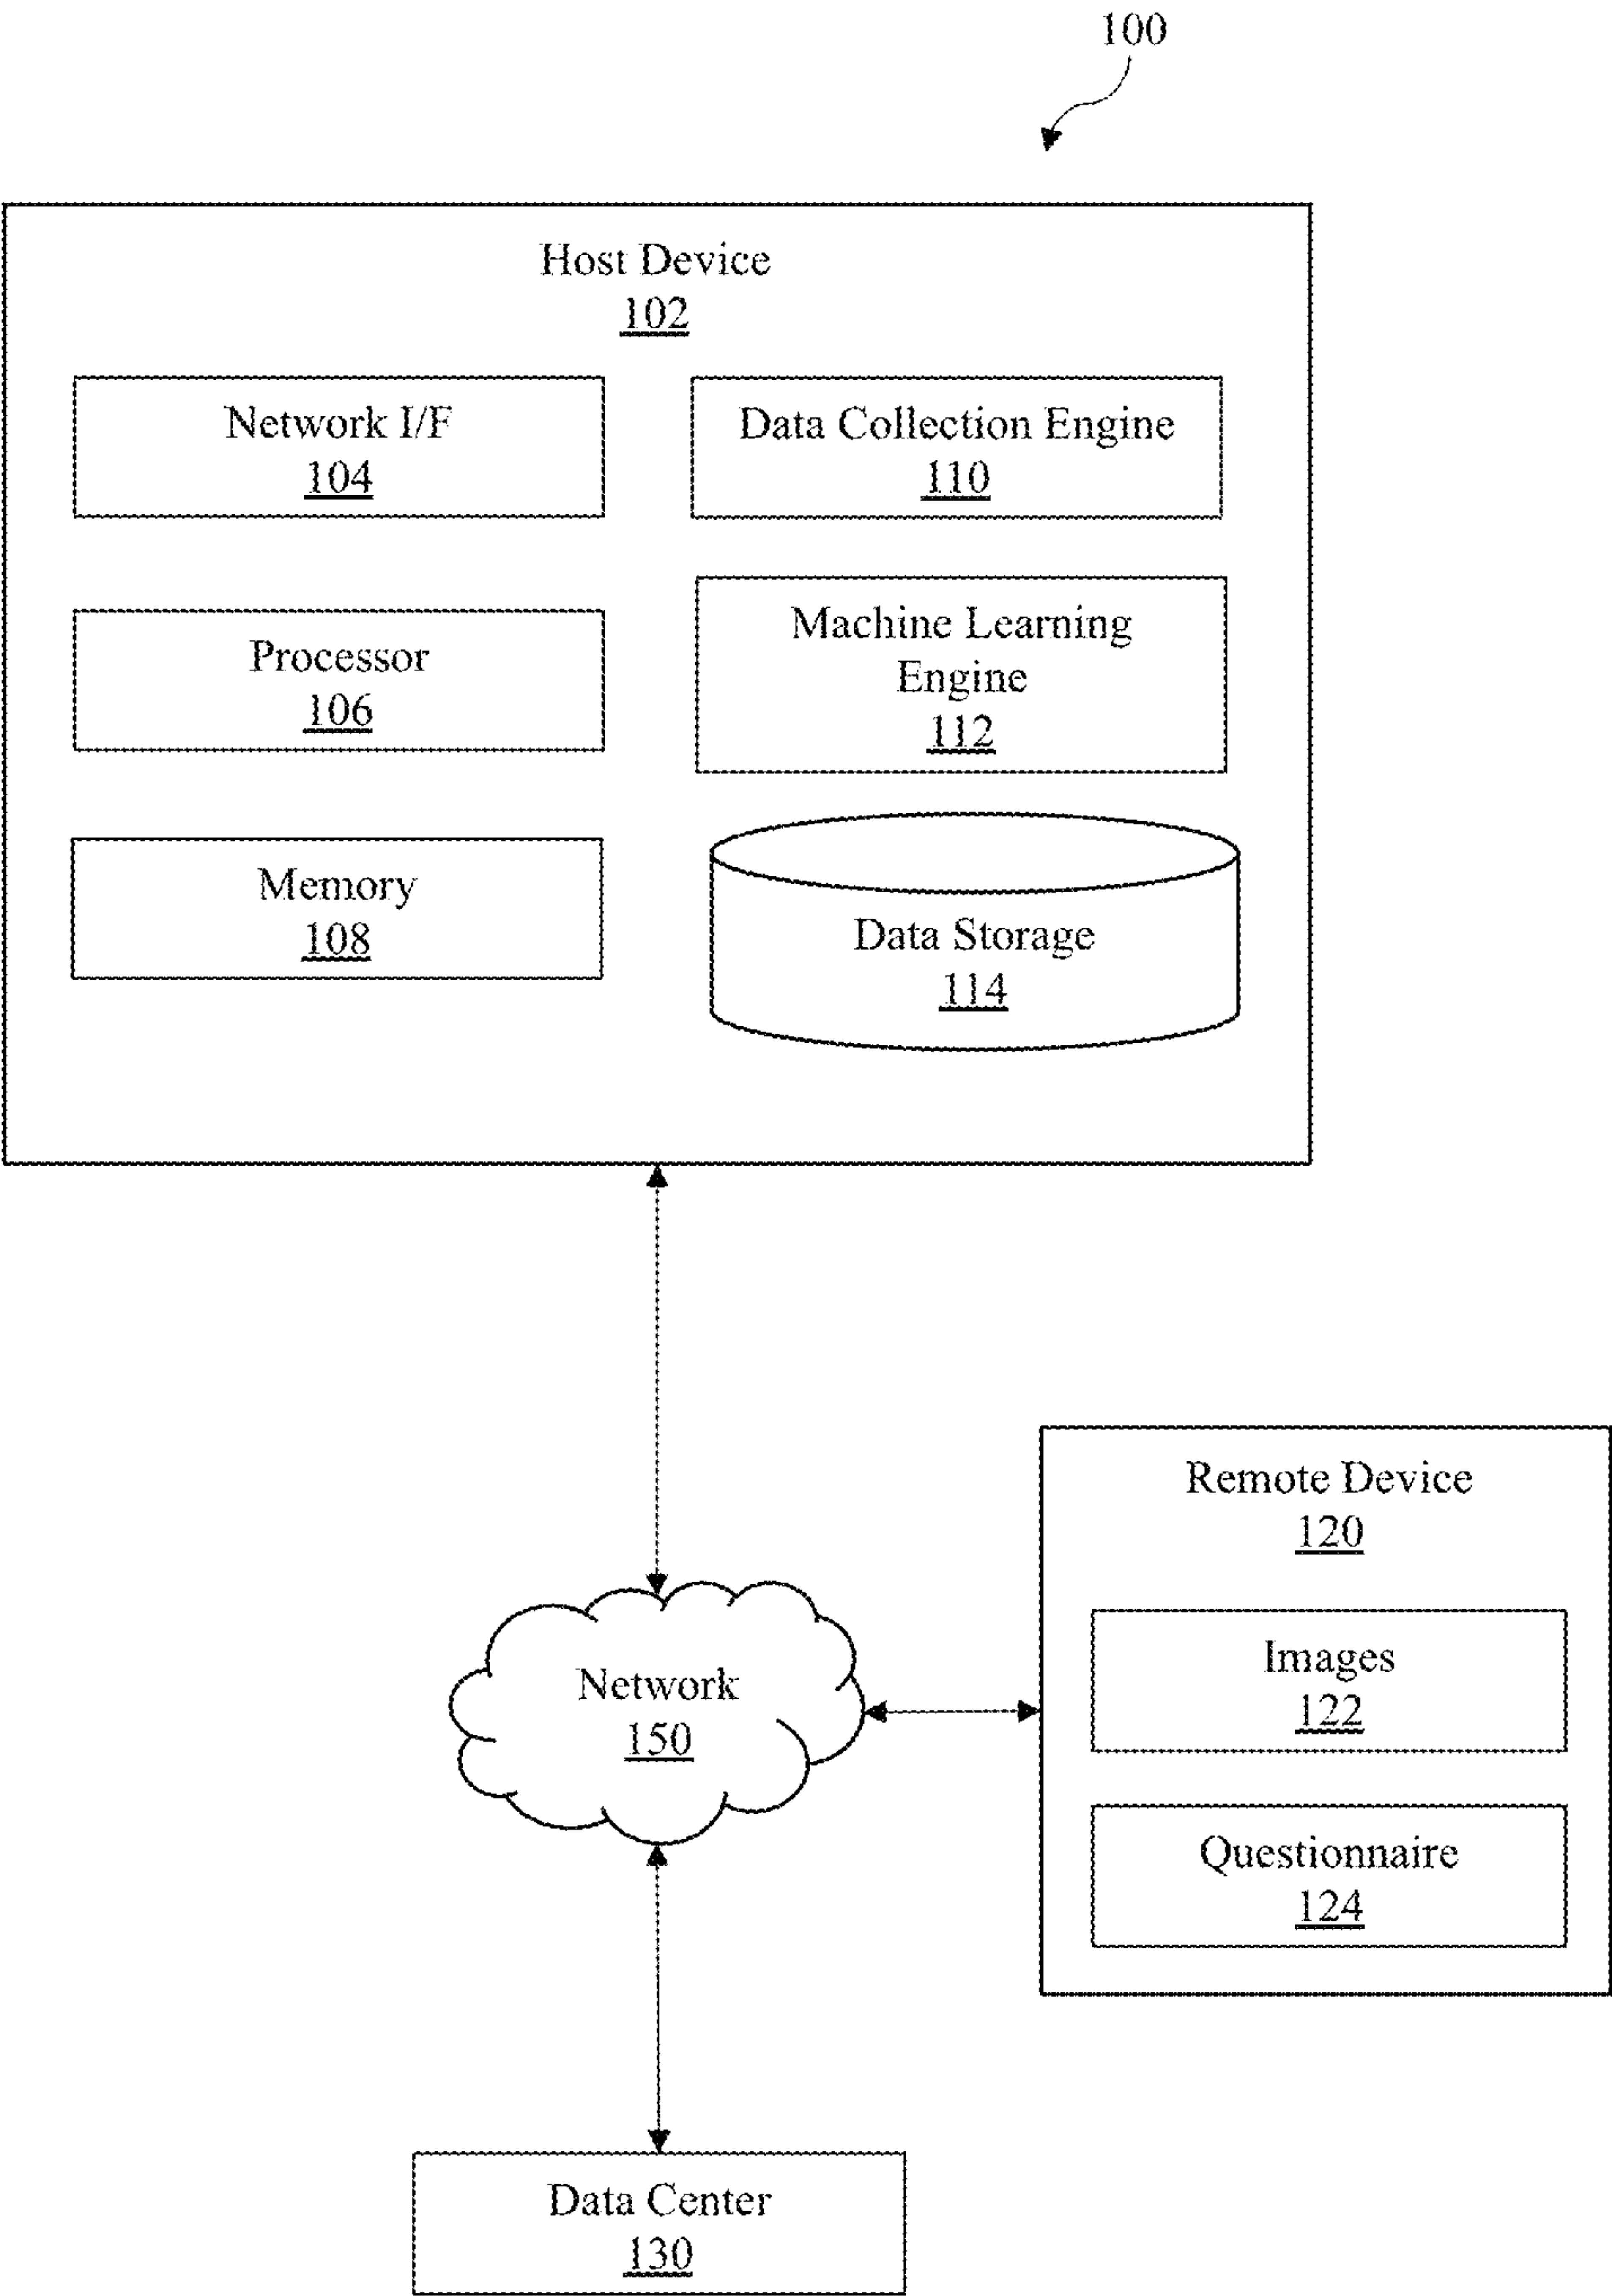 100
Host Device
102
Network I/F
104
Data Collection Engine
110
Processor
106
Machine Learning
Engine
112
Memory
108
Data Storage
114
Remote Device
120
Images
122
Network
150
Questionnaire
124
Data Center
130